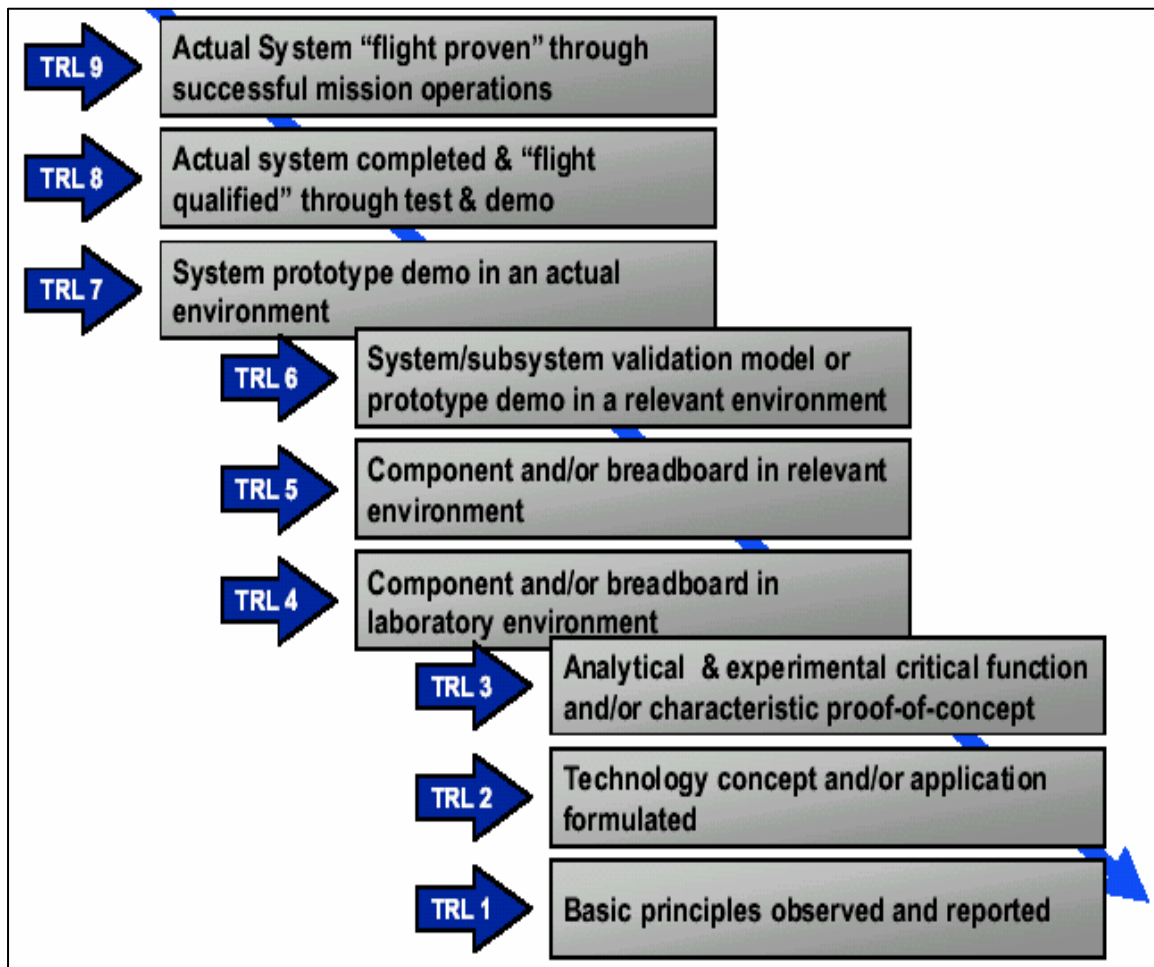 TRL 9
Actual System “flight proven” through
successful mission operations
TRL 8
Actual system completed & “flight
qualified” through test & demo
TRL 7
System prototype demo in an actual
environment
TRL 6
System/subsystem validation model or
prototype demo in a relevant environment
TRL 5
Component and/or breadboard in relevant
environment
TRL 4
Component and/or breadboard in
laboratory environment
TRL 3
Analytical & experimental critical function
and/or characteristic proof-of-concept
TRL 2
Technology concept and/or application
formulated
TRL 1
Basic principles observed and reported